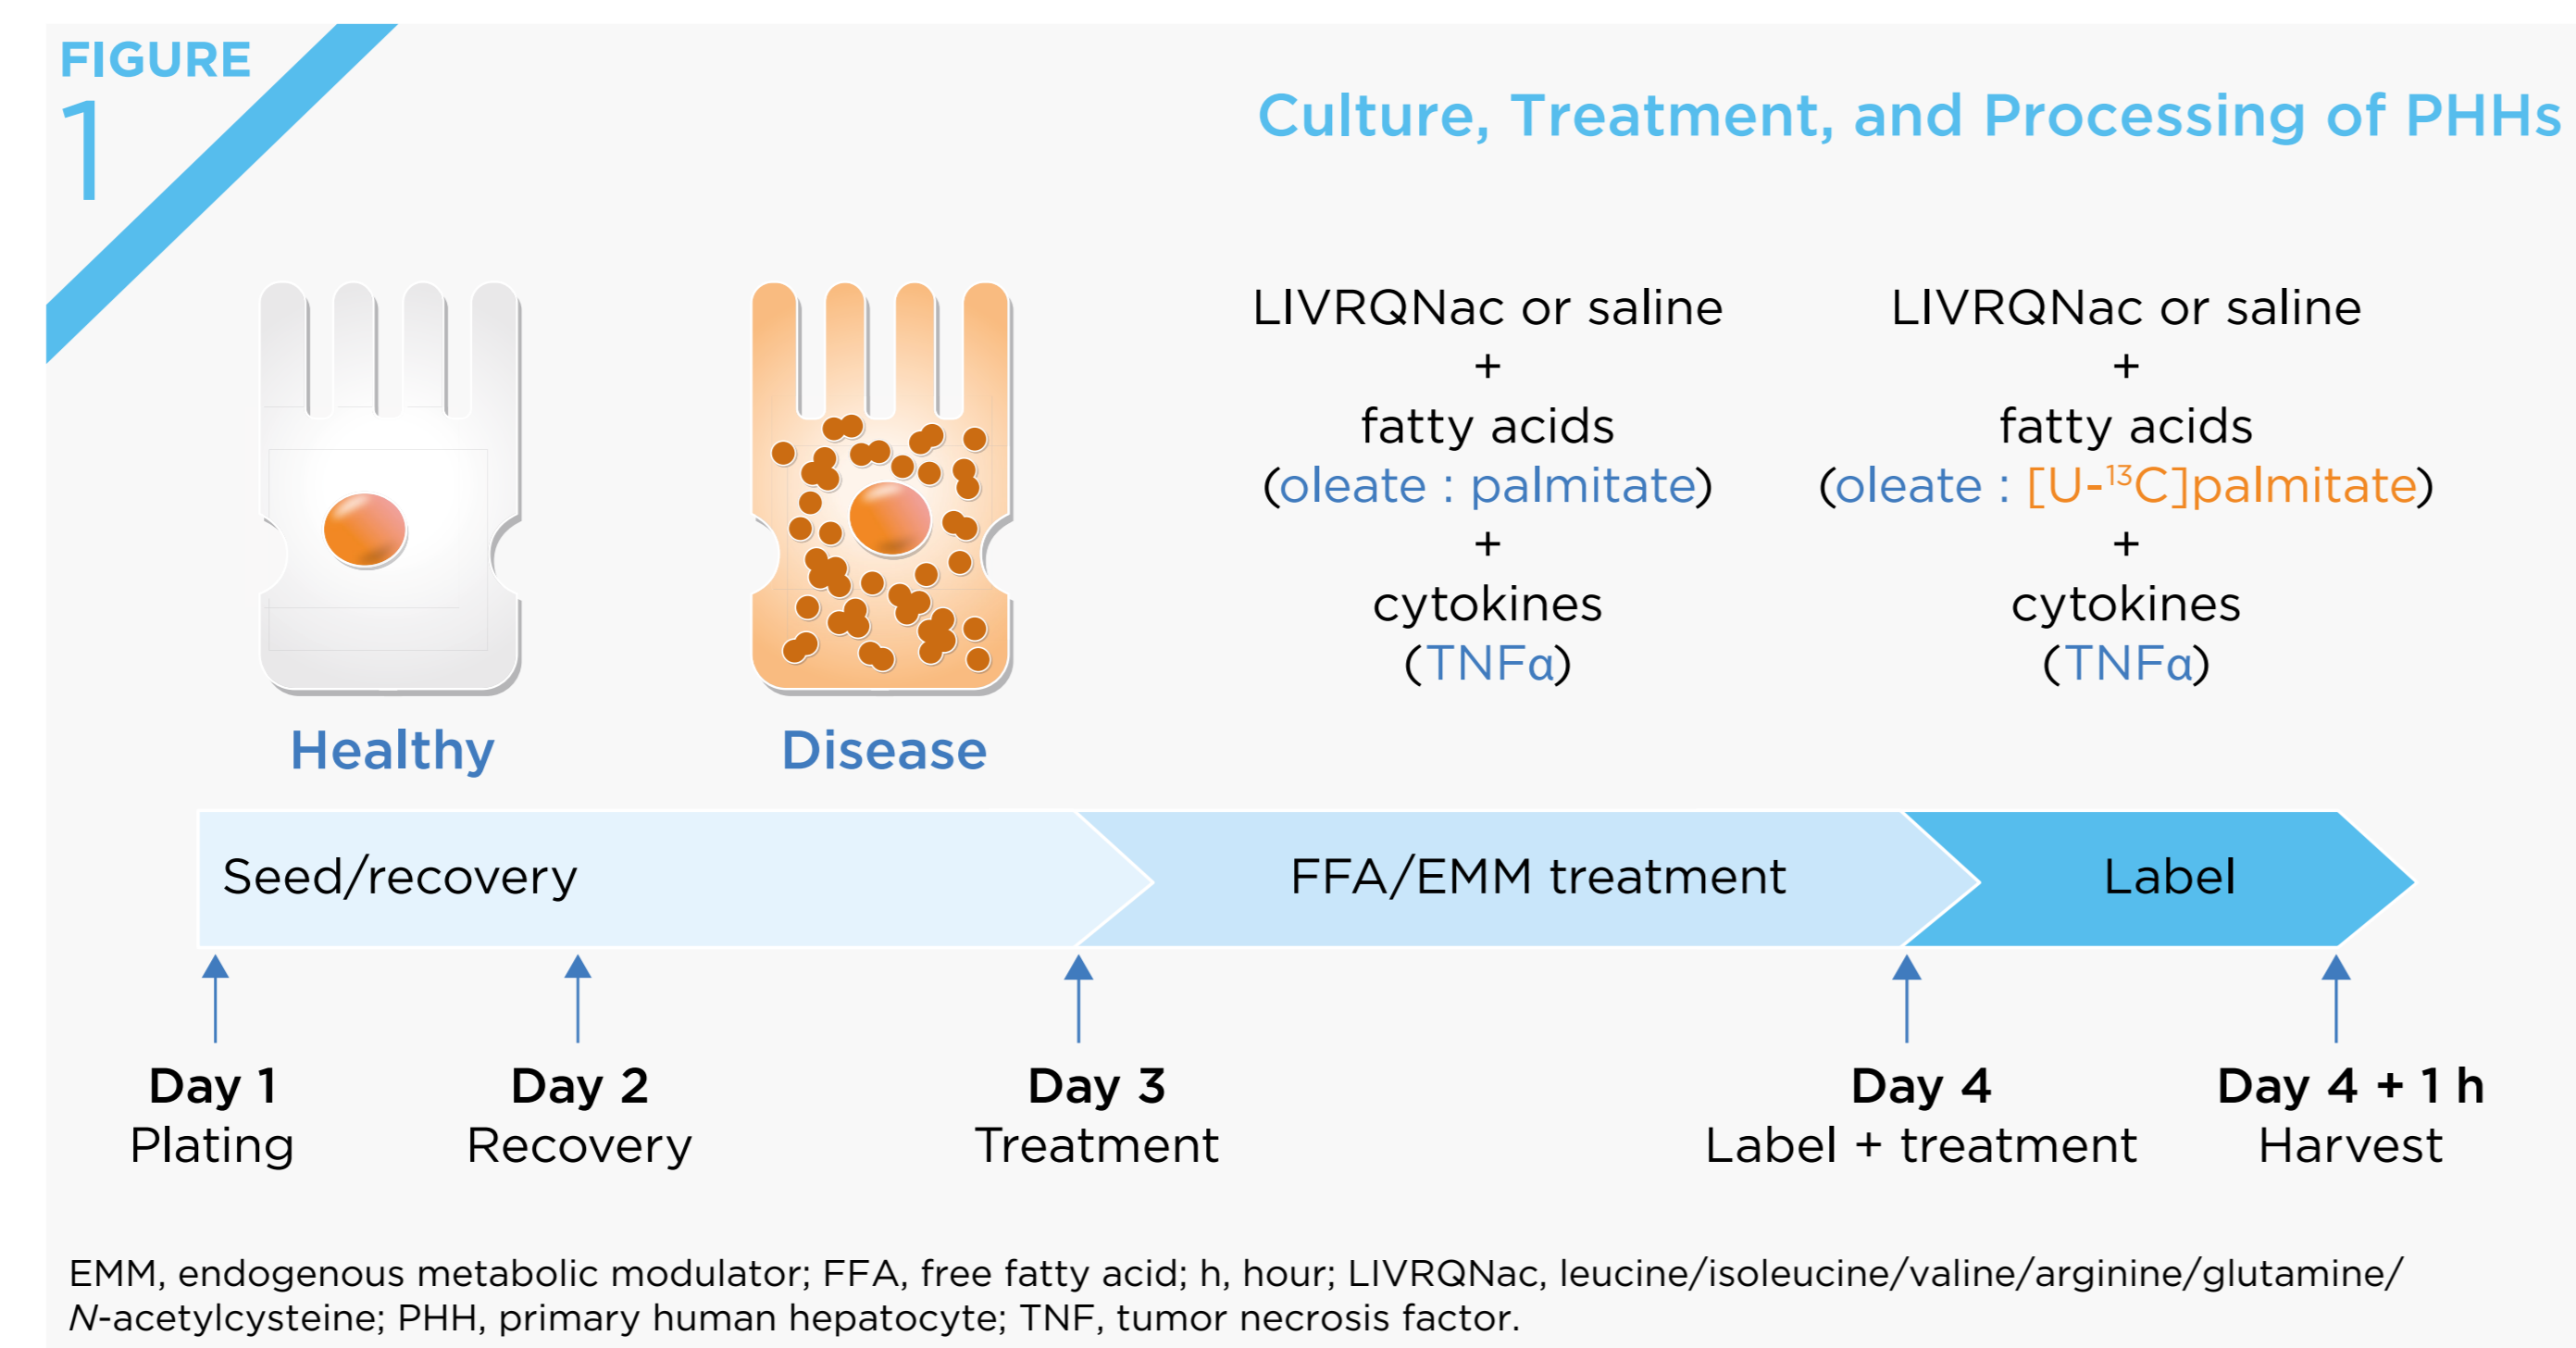 FIGURE
1
Culture, Treatment, and Processing of PHHs
Healthy
Disease
LIVRQNac or saline
+
fatty acids
(oleate : palmitate)
+
cytokines
(TNFα)
LIVRQNac or saline
+
fatty acids
(oleate : [U-¹³C]palmitate)
+
cytokines
(TNFα)
Seed/recovery
FFA/EMM treatment
Label
Day 1
Plating
Day 2
Recovery
Day 3
Treatment
Day 4
Label + treatment
Day 4 + 1 h
Harvest
EMM, endogenous metabolic modulator; FFA, free fatty acid; h, hour; LIVRQNac, leucine/isoleucine/valine/arginine/glutamine/
N-acetylcysteine; PHH, primary human hepatocyte; TNF, tumor necrosis factor.